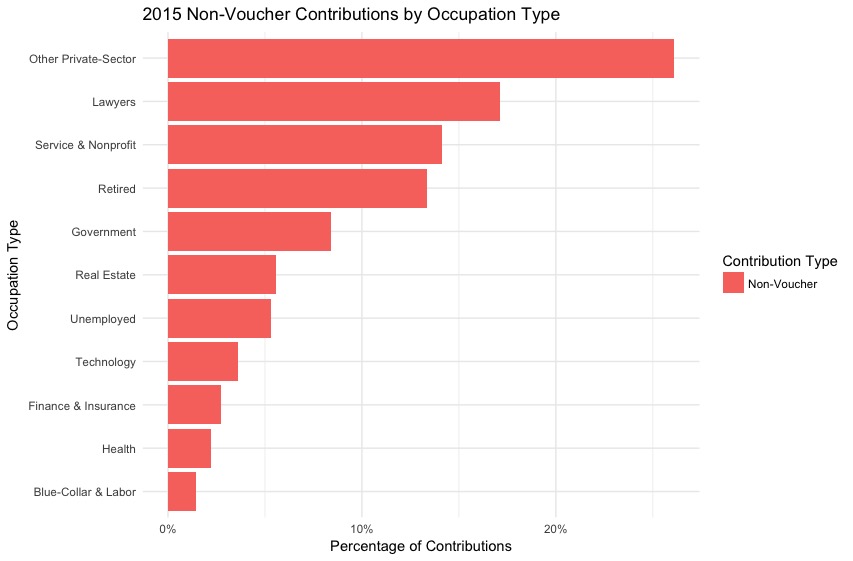 2015 Non-Voucher Contributions by Occupation Type
Occupation Type
Other Private-Sector
Lawyers
Service & Nonprofit
Retired
Government
Real Estate
Unemployed
Technology
Finance & Insurance
Health
Blue-Collar & Labor
0%
10%
20%
Percentage of Contributions
Contribution Type
Non-Voucher